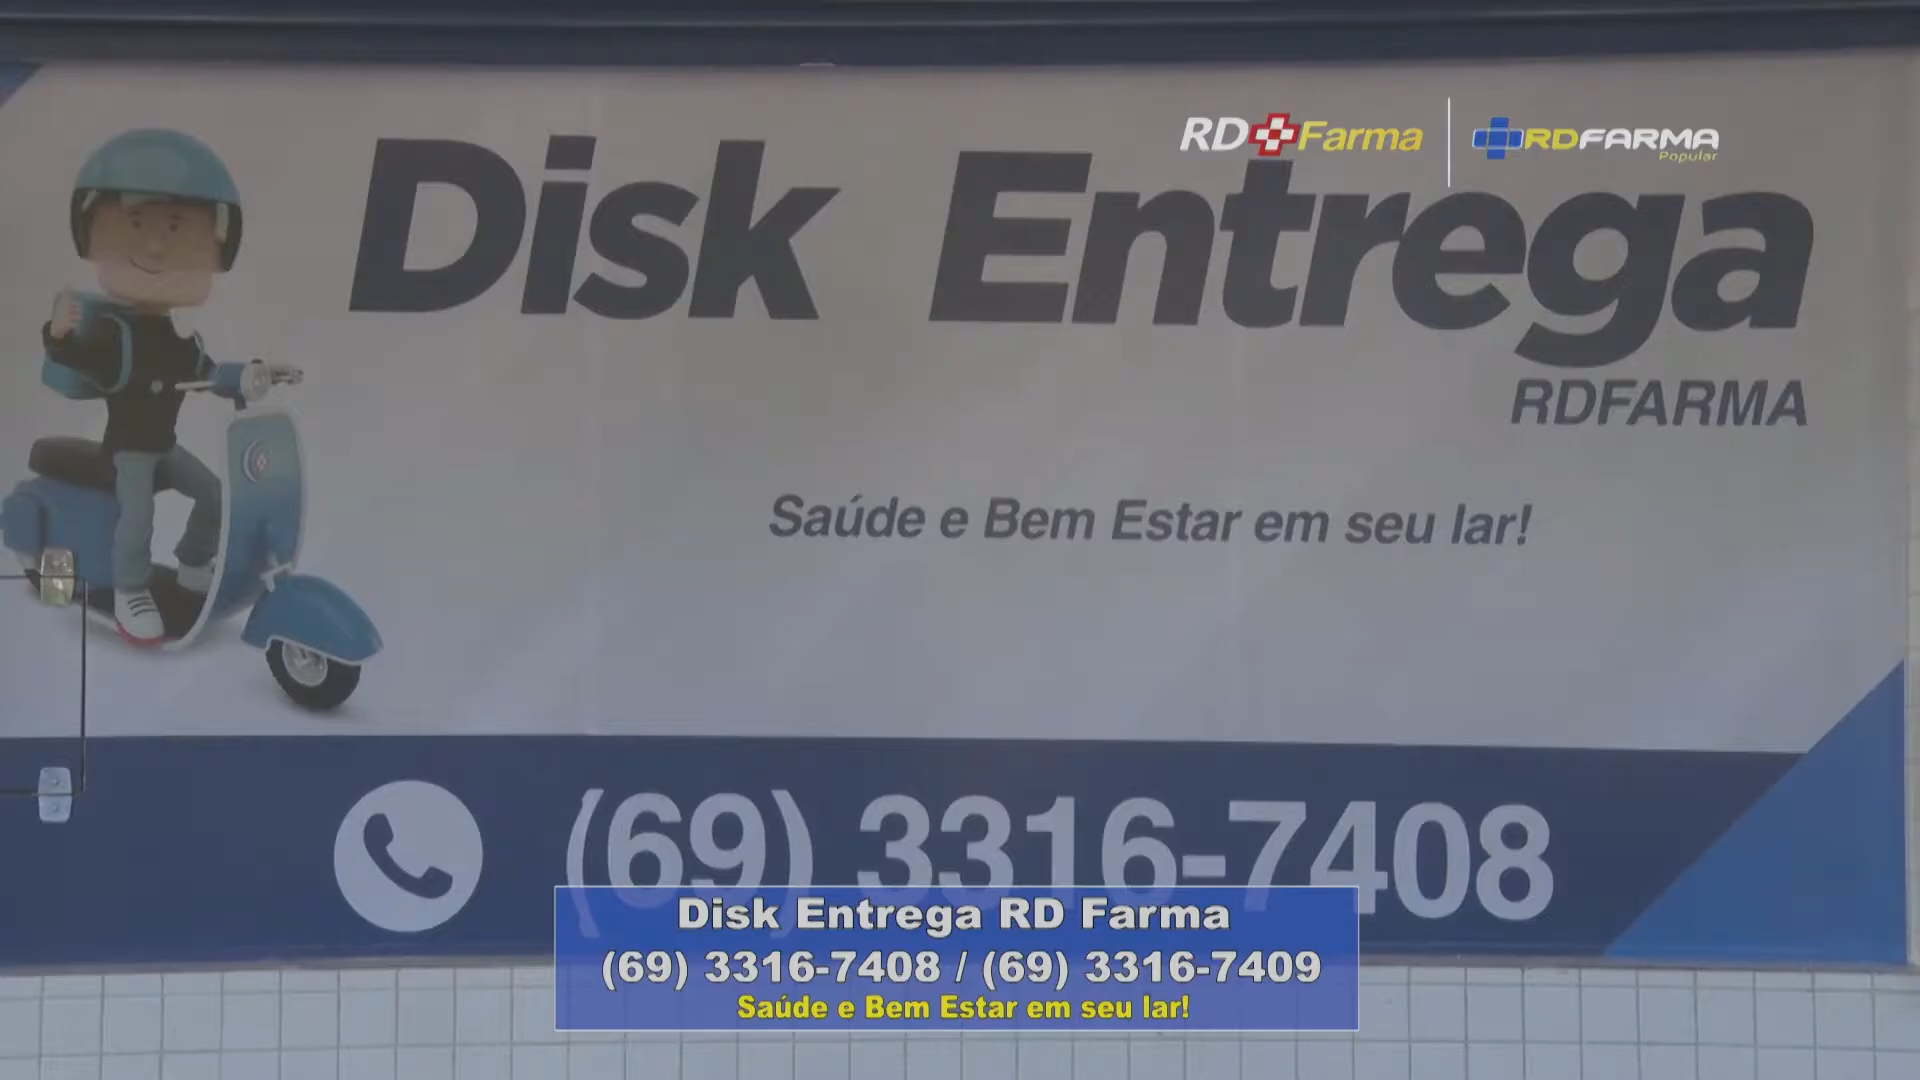 RD Farma
RDFARMA
Popular
Disk Entrega
RDFARMA
Saúde e Bem Estar em seu lar!
(69) 3316-7408
Disk Entrega RD Farma
(69) 3316-7408 / (69) 3316-7409
Saúde e Bem Estar em seu lar!